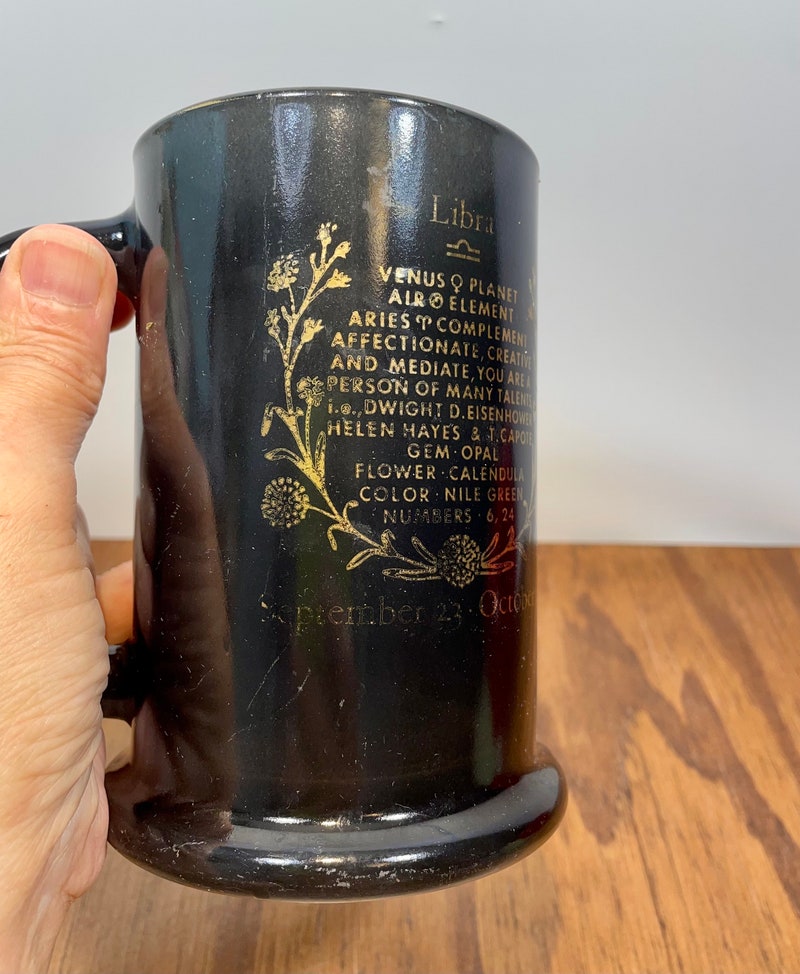 Libra
♎
VENUS ♀ PLANET
AIR ELEMENT
ARIES ♈ COMPLEMENT
AFFECTIONATE, CREATIVE
AND MEDIATE, YOU ARE A
PERSON OF MANY TALENTS
i.e., DWIGHT D. EISENHOWER
HELEN HAYES & T. CAPOTE,
GEM · OPAL
FLOWER · CALENDULA
COLOR · NILE GREEN
NUMBERS · 6, 24
September 23 · October